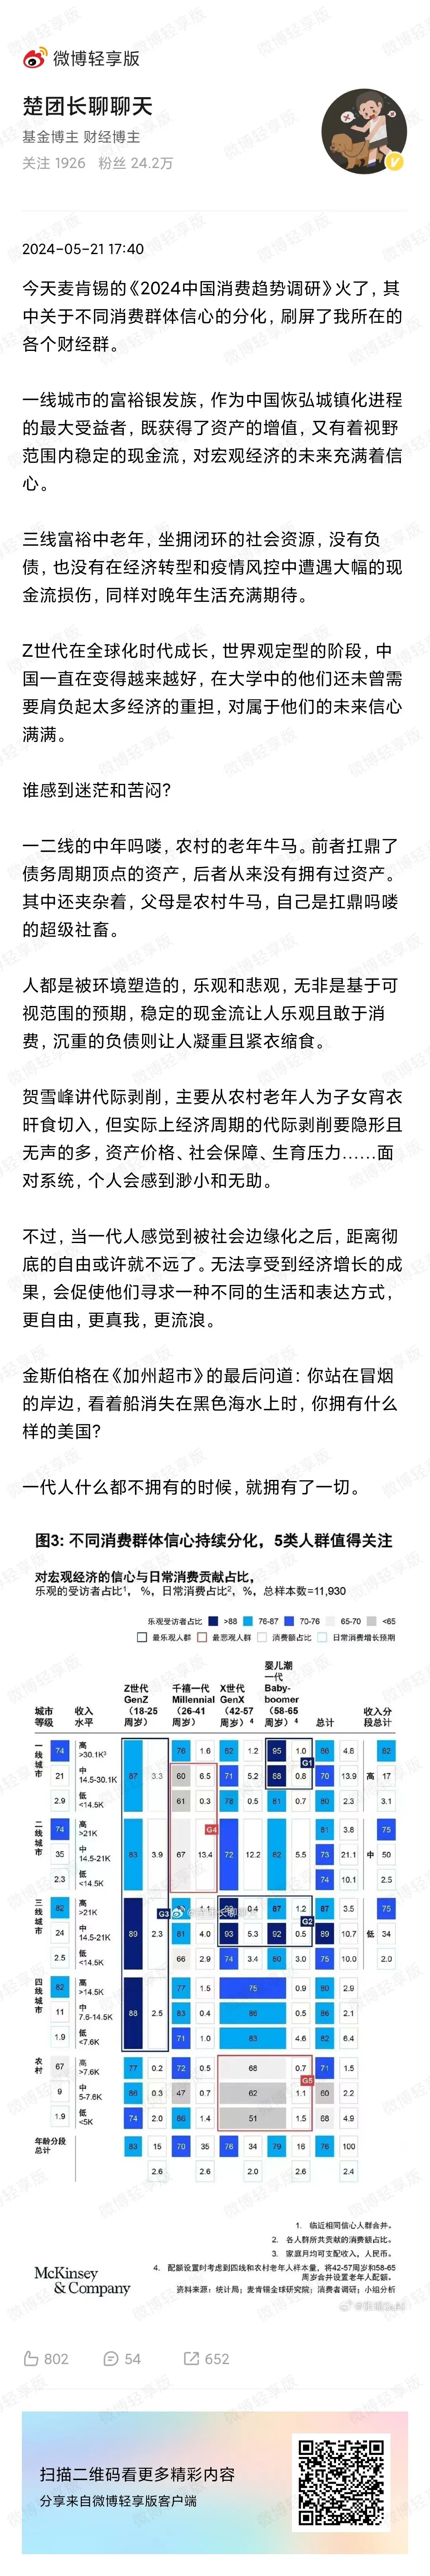 微博轻享版
楚团长聊聊天
基金博主 财经博主
关注 1926 粉丝 24.2万
2024-05-21 17:40
今天麦肯锡的《2024中国消费趋势调研》火了，其
中关于不同消费群体信心的分化，刷屏了我所在的
各个财经群。
一线城市的富裕银发族，作为中国恢弘城镇化进程
的最大受益者，既获得了资产的增值，又有着视野
范围内稳定的现金流，对宏观经济的未来充满着信
心。
三线富裕中老年，坐拥闭环的社会资源，没有负
债，也没有在经济转型和疫情风控中遭遇大幅的现
金流损伤，同样对晚年生活充满期待。
Z世代在全球化时代成长，世界观定型的阶段，中
国一直在变得越来越好，在大学中的他们还未曾需
要肩负起太多经济的重担，对属于他们的未来信心
满满。
谁感到迷茫和苦闷？
一二线的中年吗喽，农村的老年牛马。前者扛鼎了
债务周期顶点的资产，后者从来没有拥有过资产。
其中还夹杂着，父母是农村牛马，自己是扛鼎吗喽
的超级社畜。
人都是被环境塑造的，乐观和悲观，无非是基于可
视范围的预期，稳定的现金流让人乐观且敢于消
费，沉重的负债则让人凝重且紧衣缩食。
贺雪峰讲代际剥削，主要从农村老年人为子女宵衣
旰食切入，但实际上经济周期的代际剥削要隐形且
无声的多，资产价格、社会保障、生育压力……面
对系统，个人会感到渺小和无助。
不过，当一代人感觉到被社会边缘化之后，距离彻
底的自由或许就不远了。无法享受到经济增长的成
果，会促使他们寻求一种不同的生活和表达方式，
更自由，更真我，更流浪。
金斯伯格在《加州超市》的最后问道：你站在冒烟
的岸边，看着船消失在黑色海水上时，你拥有什么
样的美国？
一代人什么都不拥有的时候，就拥有了一切。
图3: 不同消费群体信心持续分化，5类人群值得关注
对宏观经济的信心与日常消费贡献占比，
乐观的受访者占比¹，%，日常消费占比²，%，总样本数=11,930
乐观受访者占比 >88 76-87 70-76 65-70 <65
最乐观人群 最悲观人群 消费额占比 日常消费增长预期
城市等级 收入水平 Z世代 GenZ（18-25周岁） 千禧一代 Millennial（26-41周岁） X世代 GenX（42-57周岁）⁴ 婴儿潮一代 Baby-boomer（58-65周岁）⁴ 总计 收入分段总计
一线城市 74 高 >30.1K³ 76 1.6 82 1.2 95 1.0 86 4.8 82
G1
21 中 14.5-30.1K 87 3.3 60 6.5 71 5.2 88 0.8 70 13.9 高 17
2.9 低 <14.5K 61 0.3 78 0.5 81 0.7 80 2.3 3.1
二线城市 74 高 >21K 81 3.8 75
G4
35 中 14.5-21K 83 3.9 67 13.4 72 12.2 82 5.5 73 21.1 中 50
2.3 低 <14.5K 74 10.1 2.5
三线城市 82 高 >21K 1.1 0.4 87 1.2 87 3.5 75
G3 G2
24 中 14.5-21K 89 2.3 81 4.0 93 5.3 92 0.5 89 10.7 低 34
2.5 低 <14.5K 66 2.9 74 3.4 80 3.0 75 10.0 2.0
四线城市 82 高 >14.5K 77 1.5 75 0.9 80 2.9
11 中 7.6-14.5K 88 2.5 83 0.4 86 0.5 86 2.1
1.9 低 <7.6K 71 1.0 83 4.6 82 6.4
农村 67 高 >7.6K 77 0.2 72 0.5 68 0.7 71 1.5
G5
9 中 5-7.6K 86 0.3 47 0.7 62 1.1 60 2.2
1.9 低 <5K 74 2.0 86 1.4 51 1.5 68 4.9
年龄分段总计 83 15 70 35 76 34 79 16 76 100
2.6 2.6 2.0 2.6 2.4
1. 临近相同信心人群合并。
2. 各人群所共贡献的消费额占比。
3. 家庭月均可支配收入，人民币。
4. 配额设置时考虑到四线和农村老年人样本量，将42-57周岁和58-65
周岁合并设置老年人配额。
资料来源：统计局；麦肯锡全球研究院；消费者调研；小组分析
McKinsey
& Company
802 54 652
扫描二维码看更多精彩内容
分享来自微博轻享版客户端